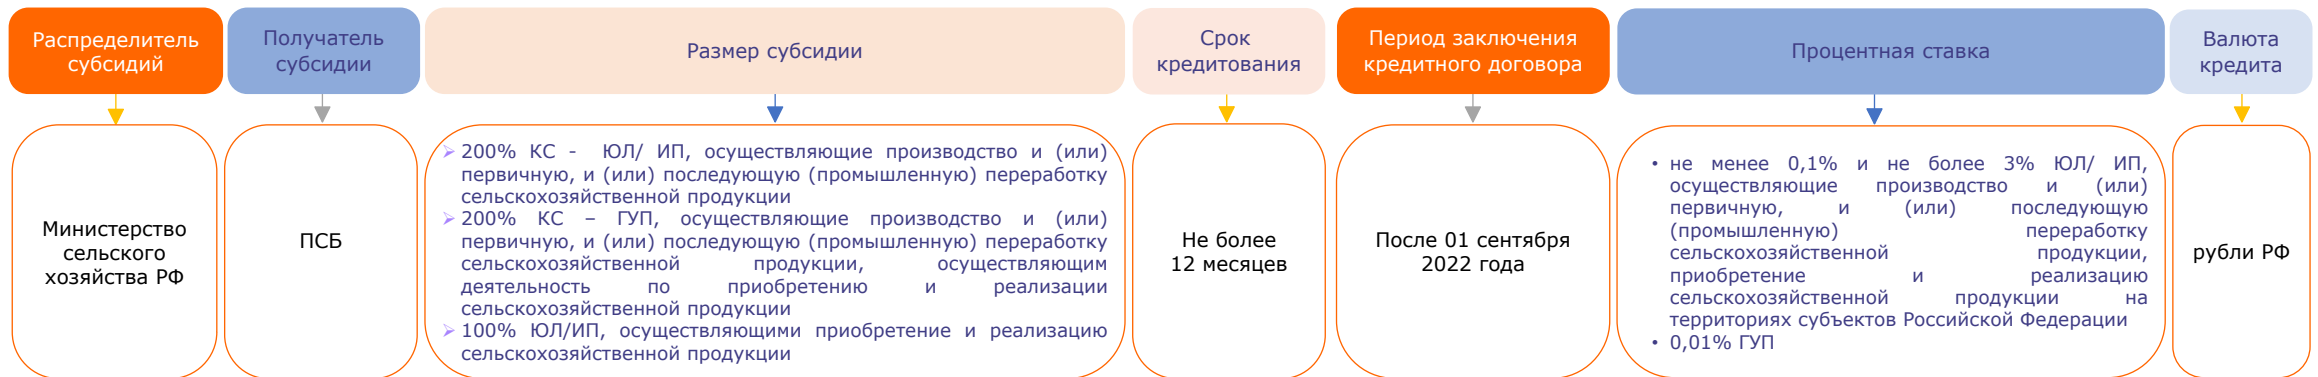 Распределитель
субсидий
Получатель
субсидии
Размер субсидии
Срок
кредитования
Период заключения
кредитного договора
Процентная ставка
Валюта
кредита
Министерство
сельского
хозяйства РФ
ПСБ
➢ 200% КС - ЮЛ/ ИП, осуществляющие производство и (или)
первичную, и (или) последующую (промышленную) переработку
сельскохозяйственной продукции
➢ 200% КС – ГУП, осуществляющие производство и (или)
первичную, и (или) последующую (промышленную) переработку
сельскохозяйственной продукции, осуществляющим
деятельность по приобретению и реализации
сельскохозяйственной продукции
➢ 100% ЮЛ/ИП, осуществляющими приобретение и реализацию
сельскохозяйственной продукции
Не более
12 месяцев
После 01 сентября
2022 года
• не менее 0,1% и не более 3% ЮЛ/ ИП,
осуществляющие производство и (или)
первичную, и (или) последующую
(промышленную) переработку
сельскохозяйственной продукции,
приобретение и реализацию
сельскохозяйственной продукции на
территориях субъектов Российской Федерации
• 0,01% ГУП
рубли РФ